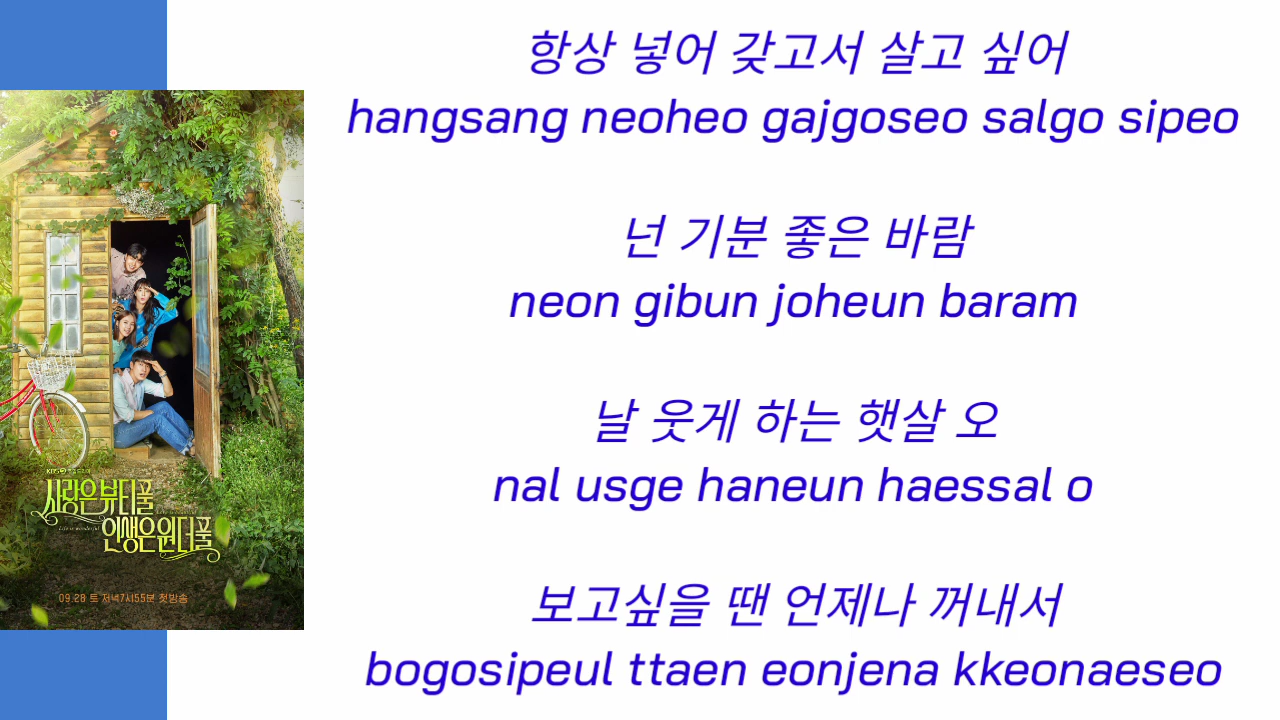 항상 넣어 갖고서 살고 싶어
hangsang neoheo gajgoseo salgo sipeo
넌 기분 좋은 바람
neon gibun joheun baram
날 웃게 하는 햇살 오
nal usge haneun haessal o
보고싶을 땐 언제나 꺼내서
bogosipeul ttaen eonjena kkeonaeseo
사랑은 뷰티풀
인생은 원더풀
09.28 토 저녁7시55분 첫방송